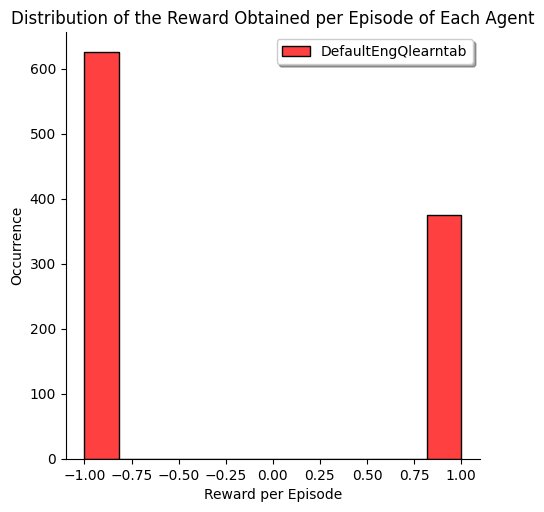 Distribution of the Reward Obtained per Episode of Each Agent
DefaultEngQlearntab
600
500
400
300
200
100
0
Occurrence
−1.00 −0.75 −0.50 −0.25 0.00 0.25 0.50 0.75 1.00
Reward per Episode